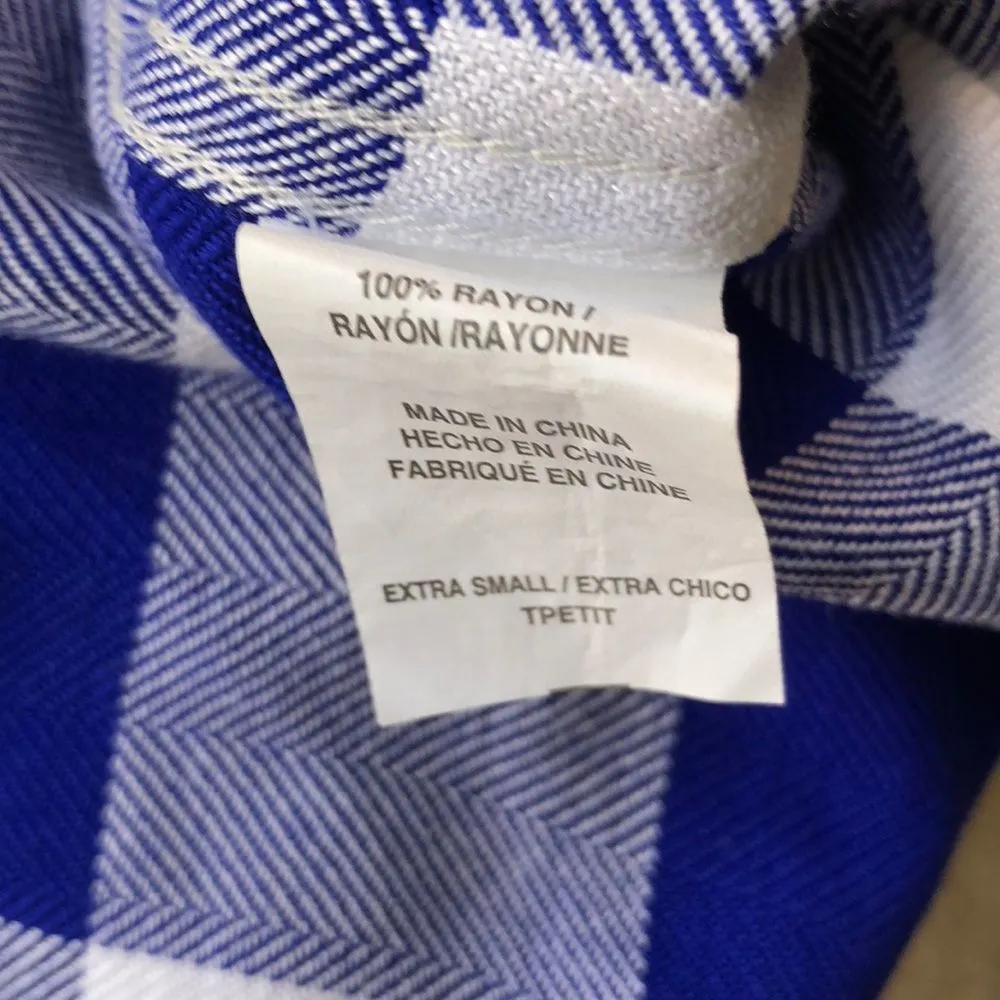 100% RAYON /
RAYÓN /RAYONNE
MADE IN CHINA
HECHO EN CHINE
FABRIQUÉ EN CHINE
EXTRA SMALL / EXTRA CHICO
TPETIT